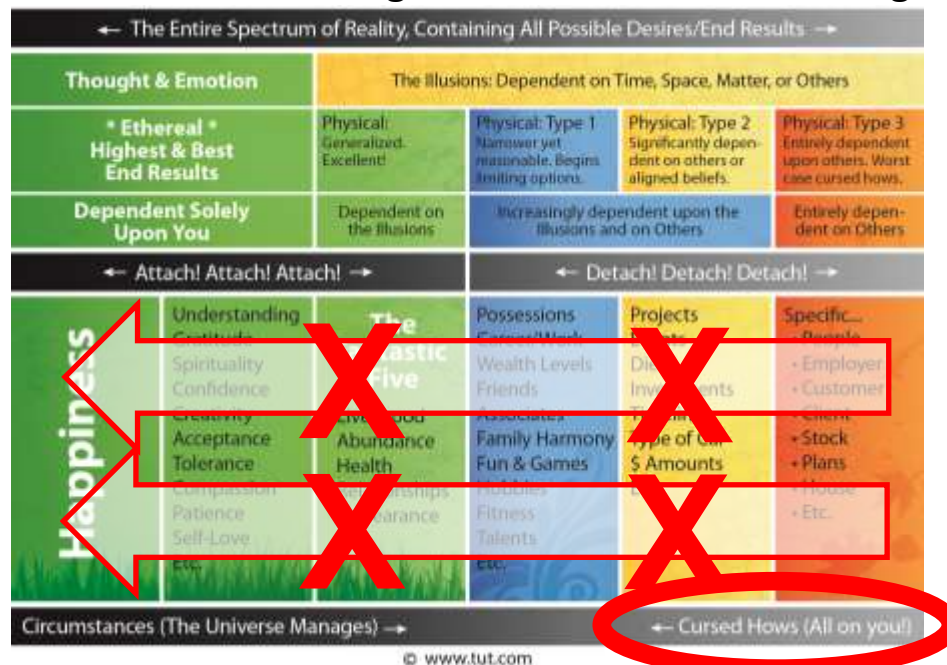 ← The Entire Spectrum of Reality, Containing All Possible Desires/End Results →
Thought & Emotion
The Illusions: Dependent on Time, Space, Matter, or Others
* Ethereal *
Highest & Best
End Results
Physical:
Generalized.
Excellent!
Physical: Type 1
Narrower yet
reasonable. Begins
limiting options.
Physical: Type 2
Significantly depen-
dent on others or
aligned beliefs.
Physical: Type 3
Entirely dependent
upon others. Worst
case cursed hows.
Dependent Solely
Upon You
Dependent on
the Illusions
Increasingly dependent upon the
Illusions and on Others
Entirely depen-
dent on Others
← Attach! Attach! Attach! →
← Detach! Detach! Detach! →
Happiness
Understanding
Gratitude
Spirituality
Confidence
Creativity
Acceptance
Tolerance
Compassion
Patience
Self-Love
Etc.
The
Five
Abundance
Health
Possessions
Career/Work
Wealth Levels
Friends
Associates
Family Harmony
Fun & Games
Hobbies
Fitness
Talents
Etc.
Projects
Type of Car
$ Amounts
Specific...
• People
• Employer
• Customer
• Client
• Stock
• Plans
• House
• Etc.
X
X
X
X
Circumstances (The Universe Manages) →
← Cursed Hows (All on you!)
© www.tut.com